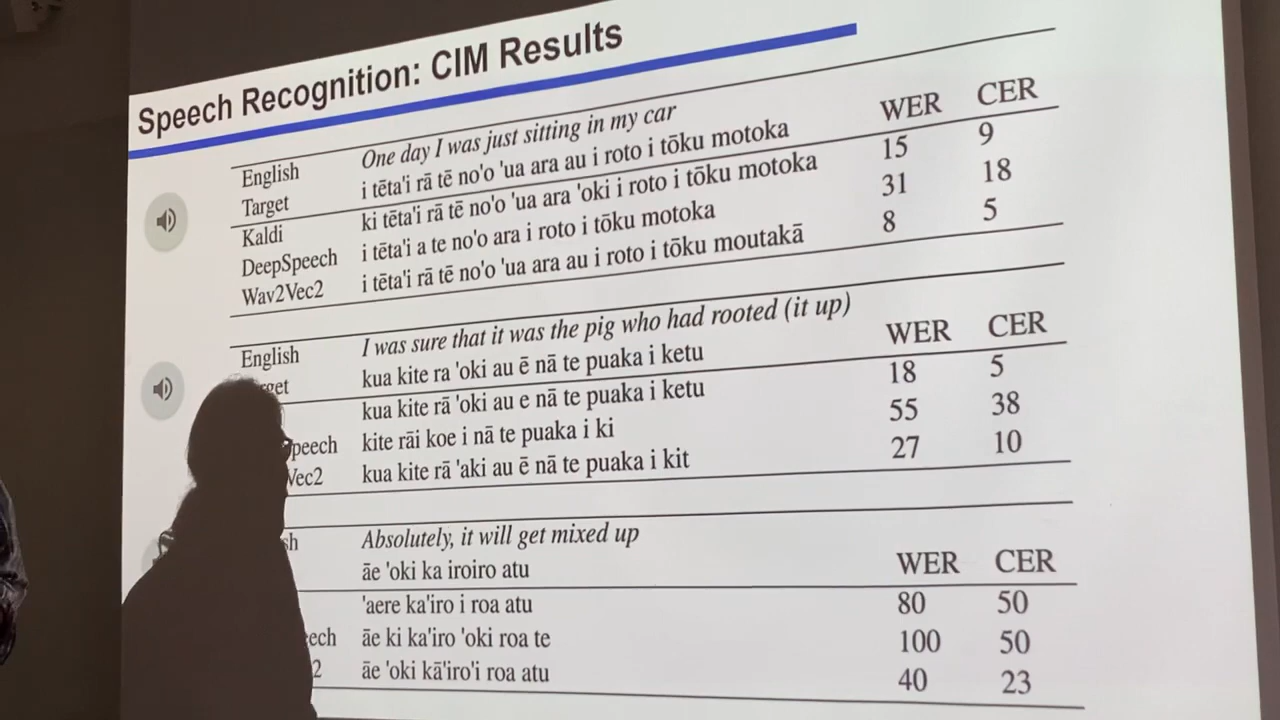 Speech Recognition: CIM Results
English One day I was just sitting in my car WER CER
Target i tēta'i rā tē no'o 'ua ara au i roto i tōku motoka
Kaldi ki tēta'i rā tē no'o 'ua ara 'oki i roto i tōku motoka 15 9
DeepSpeech i tēta'i a te no'o ara i roto i tōku motoka 31 18
Wav2Vec2 i tēta'i rā tē no'o 'ua ara au i roto i tōku moutakā 8 5
English I was sure that it was the pig who had rooted (it up) WER CER
rget kua kite ra 'oki au ē nā te puaka i ketu
kua kite rā 'oki au e nā te puaka i ketu 18 5
peech kite rāi koe i nā te puaka i ki 55 38
Vec2 kua kite rā 'aki au ē nā te puaka i kit 27 10
sh Absolutely, it will get mixed up
āe 'oki ka iroiro atu WER CER
'aere ka'iro i roa atu 80 50
ech āe ki ka'iro 'oki roa te 100 50
2 āe 'oki kā'iro'i roa atu 40 23